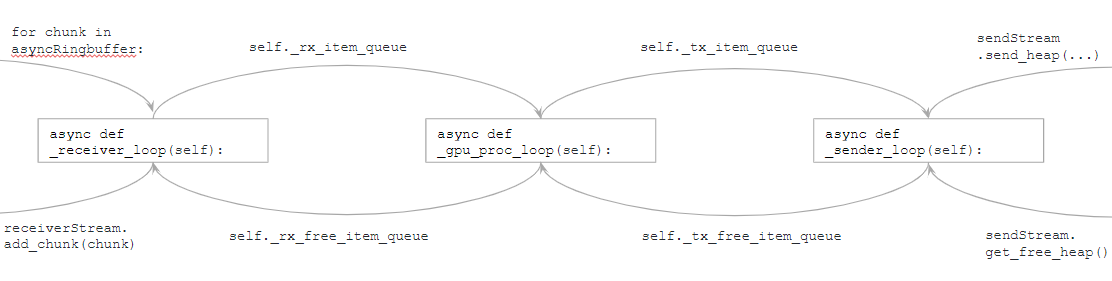 for chunk in
asyncRingbuffer:
self._rx_item_queue
self._tx_item_queue
sendStream
.send_heap(...)
async def
_receiver_loop(self):
async def
_gpu_proc_loop(self):
async def
_sender_loop(self):
receiverStream.
add_chunk(chunk)
self._rx_free_item_queue
self._tx_free_item_queue
sendStream.
get_free_heap()